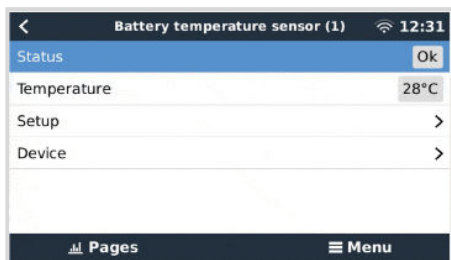 Battery temperature sensor (1) 12:31
Status Ok
Temperature 28°C
Setup
Device
Pages Menu